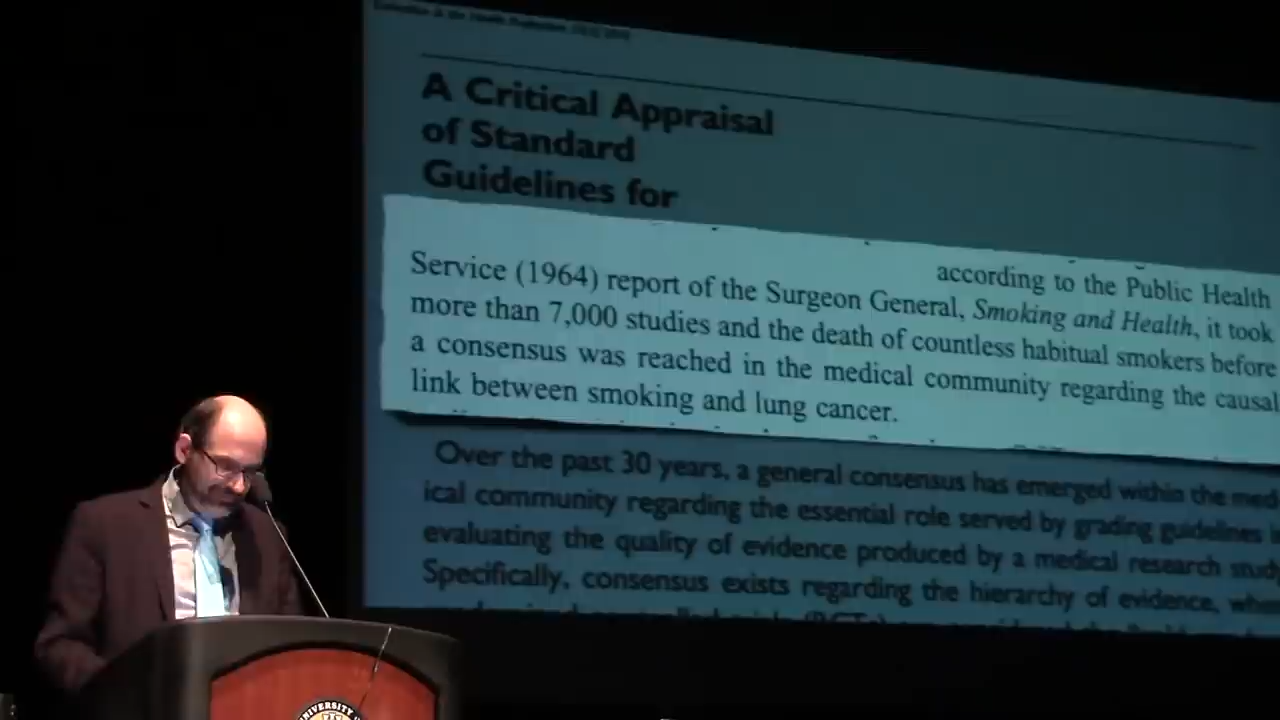 A Critical Appraisal
of Standard
Guidelines for
according to the Public Health
Service (1964) report of the Surgeon General, Smoking and Health, it took
more than 7,000 studies and the death of countless habitual smokers before
a consensus was reached in the medical community regarding the causal
link between smoking and lung cancer.
Over the past 30 years, a general consensus has emerged within the med
ical community regarding the essential role served by grading guidelines
evaluating the quality of evidence produced by a medical research study
Specifically, consensus exists regarding the hierarchy of evidence,
UNIVERSITY